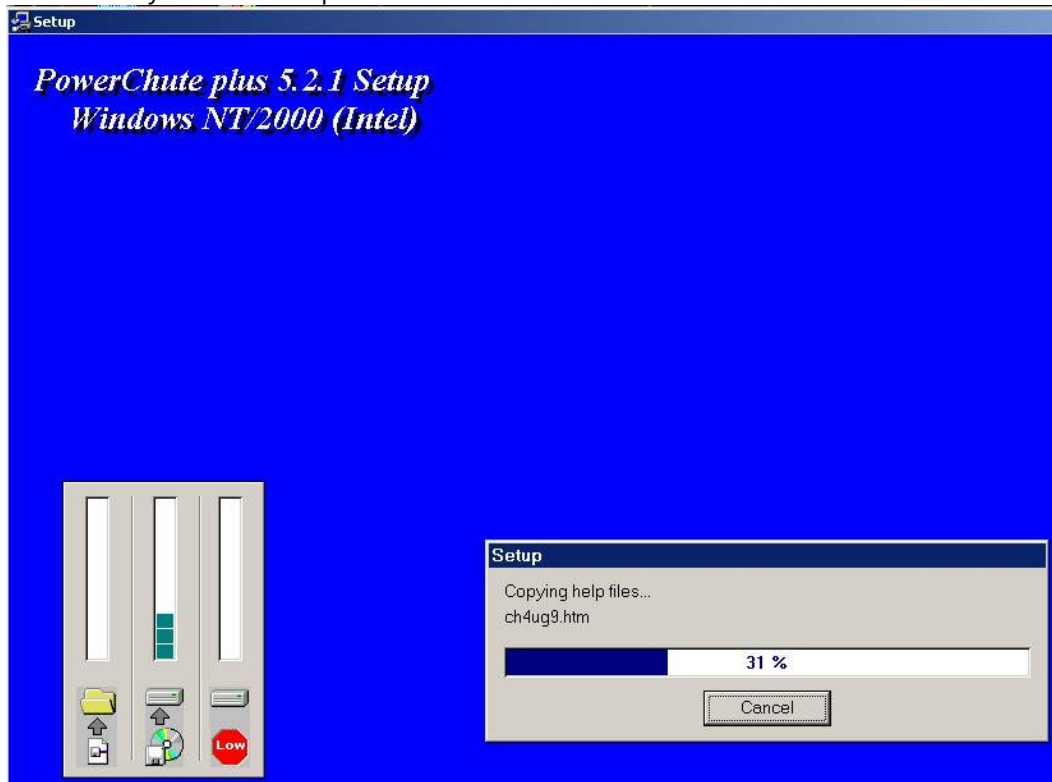 Setup
PowerChute plus 5.2.1 Setup
Windows NT/2000 (Intel)
Setup
Copying help files...
ch4ug9.htm
31 %
Cancel
Low